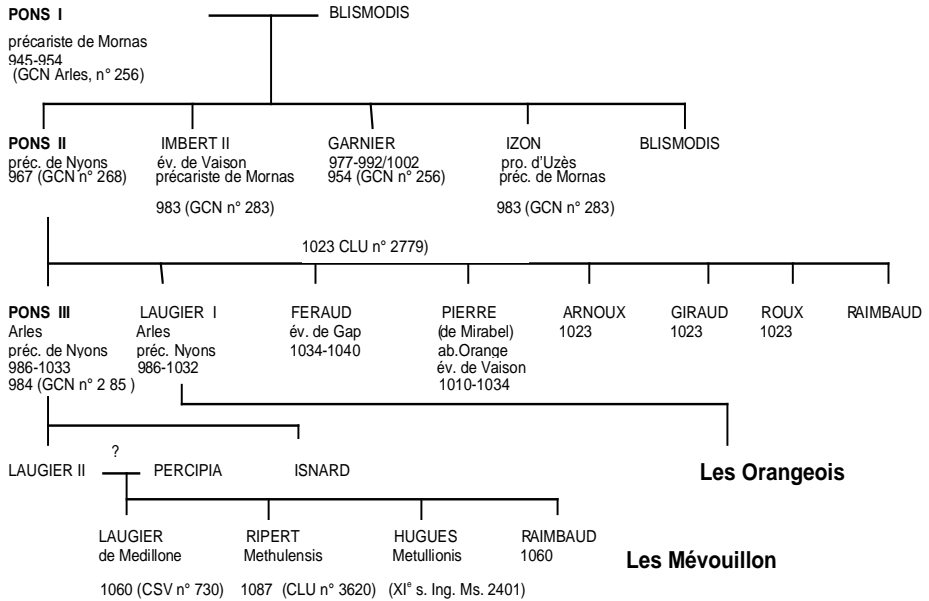 PONS I
BLISMODIS
précariste de Mornas
945-954
(GCN Arles, n° 256)
PONS II
préc. de Nyons
967 (GCN n° 268)
IMBERT II
év. de Vaison
précariste de Mornas
983 (GCN n° 283)
GARNIER
977-992/1002
954 (GCN n° 256)
IZON
pro. d'Uzès
préc. de Mornas
983 (GCN n° 283)
BLISMODIS
1023 CLU n° 2779)
PONS III
Arles
préc. de Nyons
986-1033
984 (GCN n° 2 85 )
LAUGIER I
Arles
préc. Nyons
986-1032
FERAUD
év. de Gap
1034-1040
PIERRE
(de Mirabel)
ab.Orange
év. de Vaison
1010-1034
ARNOUX
1023
GIRAUD
1023
ROUX
1023
RAIMBAUD
?
LAUGIER II
PERCIPIA
ISNARD
Les Orangeois
LAUGIER
de Medillone
1060 (CSV n° 730)
RIPERT
Methulensis
1087 (CLU n° 3620)
HUGUES
Metullionis
(XIe s. Ing. Ms. 2401)
RAIMBAUD
1060
Les Mévouillon